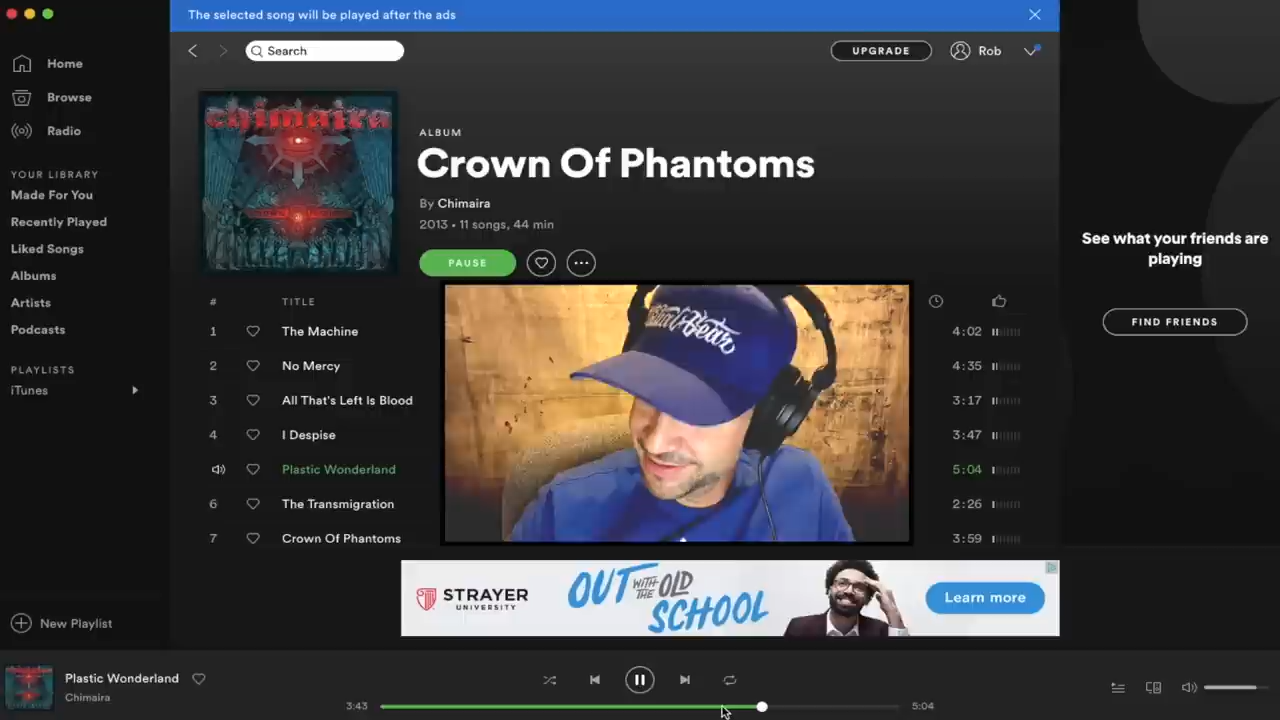 The selected song will be played after the ads
Search
UPGRADE
Rob
Home
Browse
Radio
YOUR LIBRARY
Made For You
Recently Played
Liked Songs
Albums
Artists
Podcasts
PLAYLISTS
iTunes
New Playlist
chimaira
ALBUM
Crown Of Phantoms
By Chimaira
2013 • 11 songs, 44 min
PAUSE
# TITLE
1 The Machine 4:02
2 No Mercy 4:35
3 All That's Left Is Blood 3:17
4 I Despise 3:47
Plastic Wonderland 5:04
6 The Transmigration 2:26
7 Crown Of Phantoms 3:59
See what your friends are
playing
FIND FRIENDS
STRAYER
UNIVERSITY
OUT WITH THE OLD
SCHOOL
Learn more
Plastic Wonderland
Chimaira
3:43
5:04